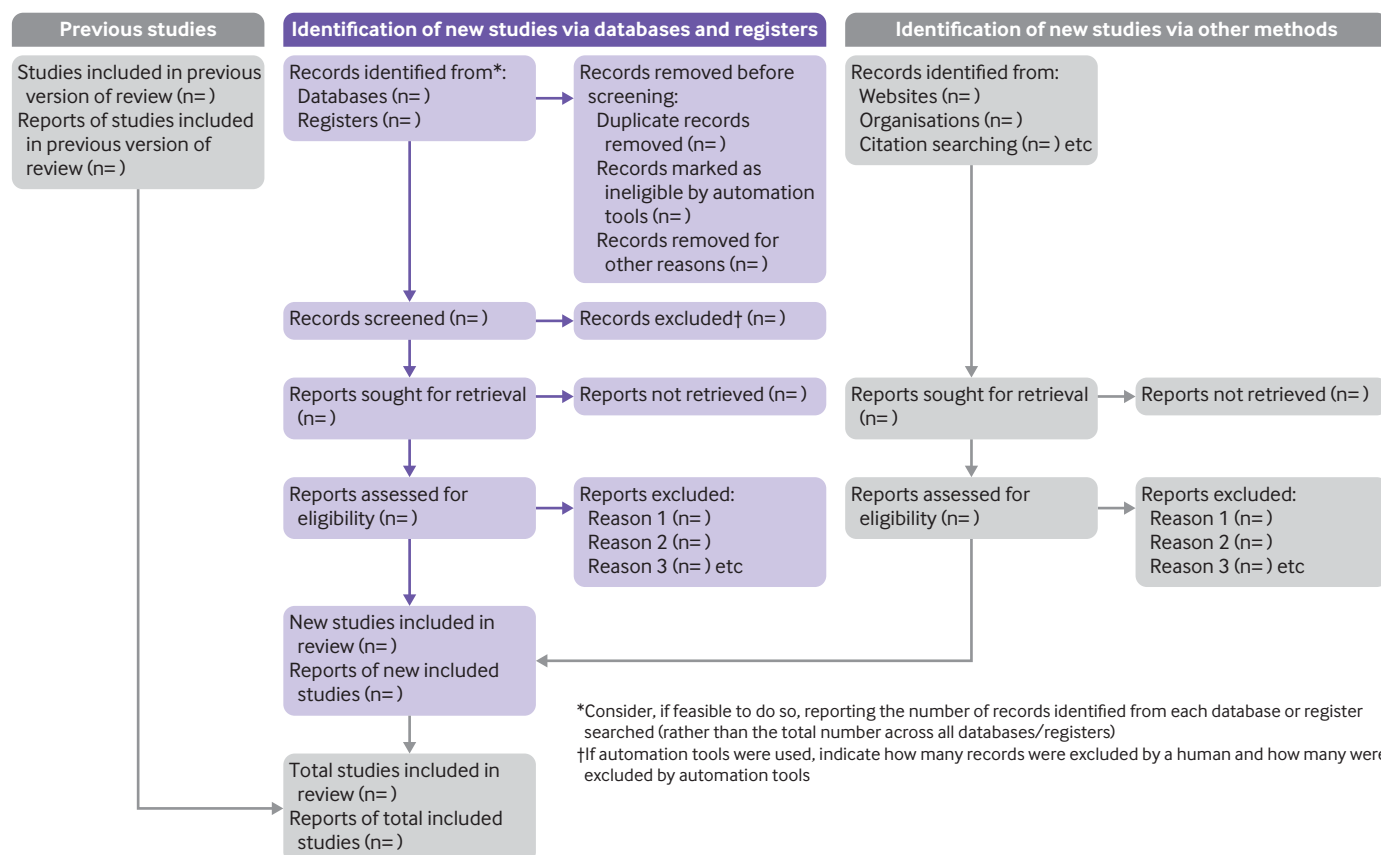 Previous studies
Identification of new studies via databases and registers
Identification of new studies via other methods
Studies included in previous
version of review (n= )
Reports of studies included
in previous version of
review (n= )
Records identified from*:
Databases (n= )
Registers (n= )
Records removed before
screening:
Duplicate records
removed (n= )
Records marked as
ineligible by automation
tools (n= )
Records removed for
other reasons (n= )
Records identified from:
Websites (n= )
Organisations (n= )
Citation searching (n= ) etc
Records screened (n= )
Records excluded† (n= )
Reports sought for retrieval
(n= )
Reports not retrieved (n= )
Reports sought for retrieval
(n= )
Reports not retrieved (n= )
Reports assessed for
eligibility (n= )
Reports excluded:
Reason 1 (n= )
Reason 2 (n= )
Reason 3 (n= ) etc
Reports assessed for
eligibility (n= )
Reports excluded:
Reason 1 (n= )
Reason 2 (n= )
Reason 3 (n= ) etc
New studies included in
review (n= )
Reports of new included
studies (n= )
*Consider, if feasible to do so, reporting the number of records identified from each database or register
searched (rather than the total number across all databases/registers)
†If automation tools were used, indicate how many records were excluded by a human and how many were
excluded by automation tools
Total studies included in
review (n= )
Reports of total included
studies (n= )